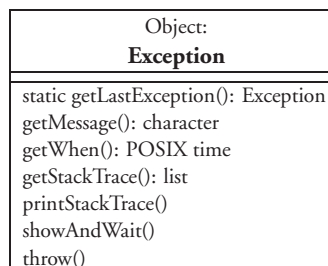 Object:
Exception
static getLastException(): Exception
getMessage(): character
getWhen(): POSIX time
getStackTrace(): list
printStackTrace()
showAndWait()
throw()